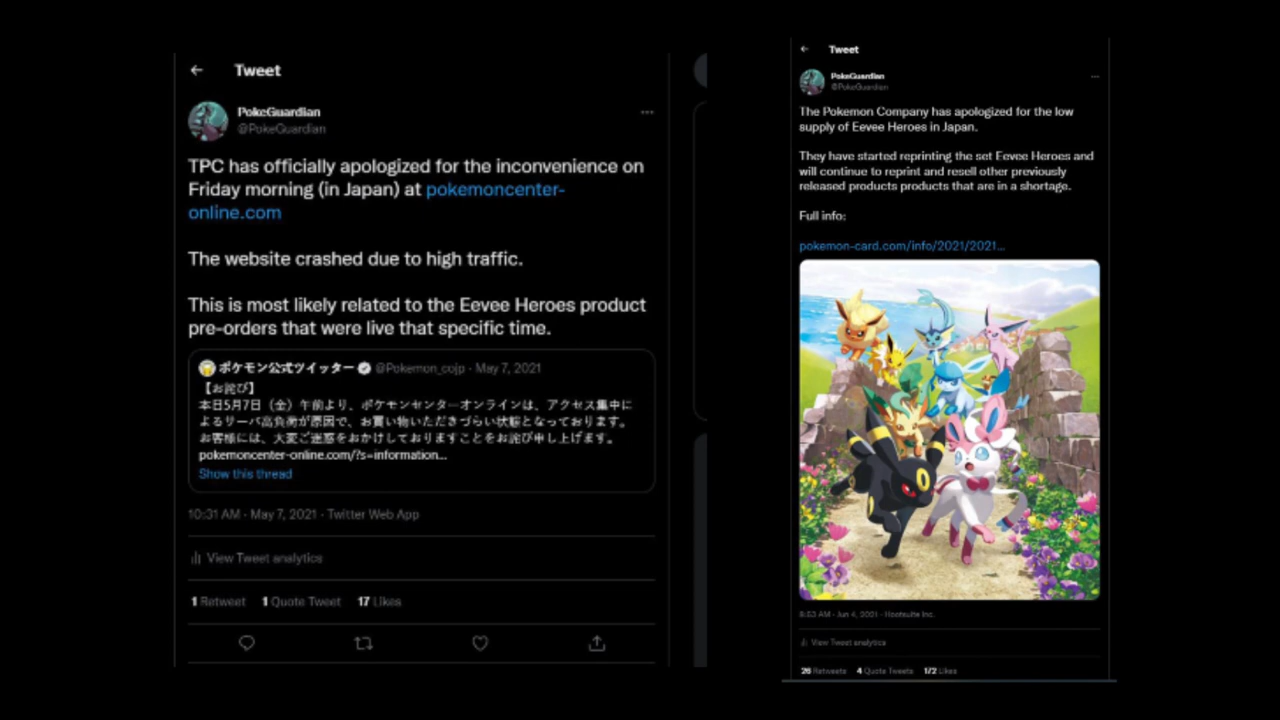 Tweet
PokeGuardian
@PokeGuardian
TPC has officially apologized for the inconvenience on
Friday morning (in Japan) at pokemoncenter-
online.com
The website crashed due to high traffic.
This is most likely related to the Eevee Heroes product
pre-orders that were live that specific time.
ポケモン公式ツイッター @Pokemon_cojp · May 7, 2021
【お詫び】
本日5月7日（金）午前より、ポケモンセンターオンラインは、アクセス集中に
よるサーバ高負荷が原因で、お買い物いただきづらい状態となっております。
お客様には、大変ご迷惑をおかけしておりますことをお詫び申し上げます。
pokemoncenter-online.com/?s=information...
Show this thread
10:31 AM · May 7, 2021 · Twitter Web App
View Tweet analytics
1 Retweet 1 Quote Tweet 17 Likes
Tweet
PokeGuardian
@PokeGuardian
The Pokemon Company has apologized for the low
supply of Eevee Heroes in Japan.
They have started reprinting the set Eevee Heroes and
will continue to reprint and resell other previously
released products products that are in a shortage.
Full info:
pokemon-card.com/info/2021/2021...
8:53 AM · Jun 4, 2021 · Hootsuite Inc.
View Tweet analytics
26 Retweets 4 Quote Tweets 172 Likes